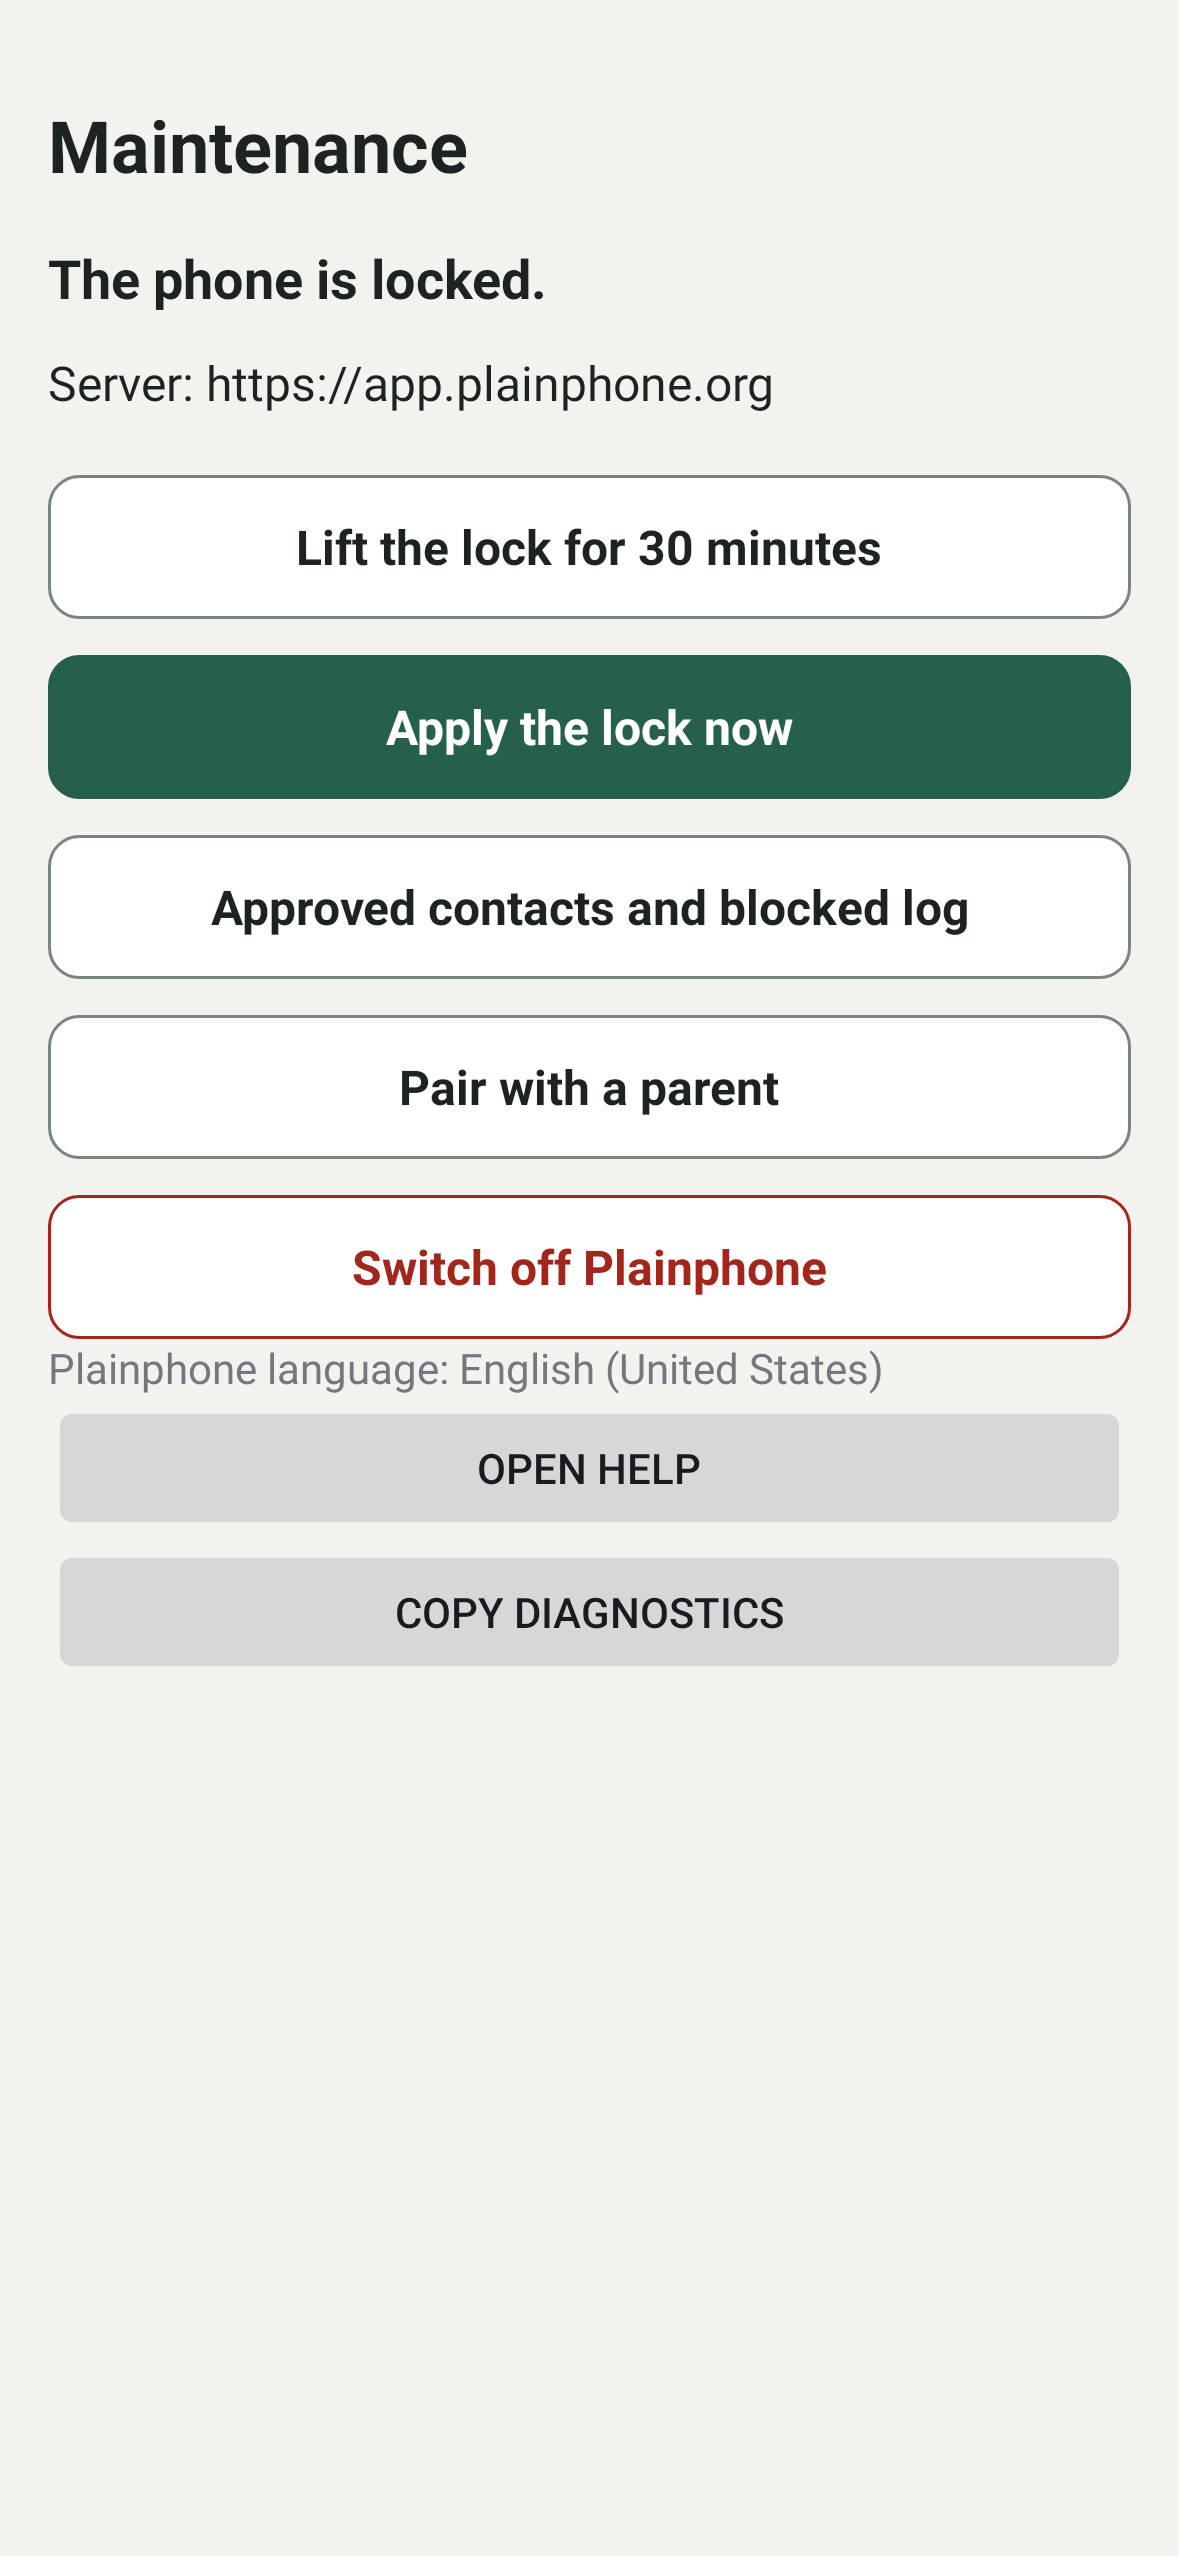 Maintenance
The phone is locked.
Server: https://app.plainphone.org
Lift the lock for 30 minutes
Apply the lock now
Approved contacts and blocked log
Pair with a parent
Switch off Plainphone
Plainphone language: English (United States)
OPEN HELP
COPY DIAGNOSTICS